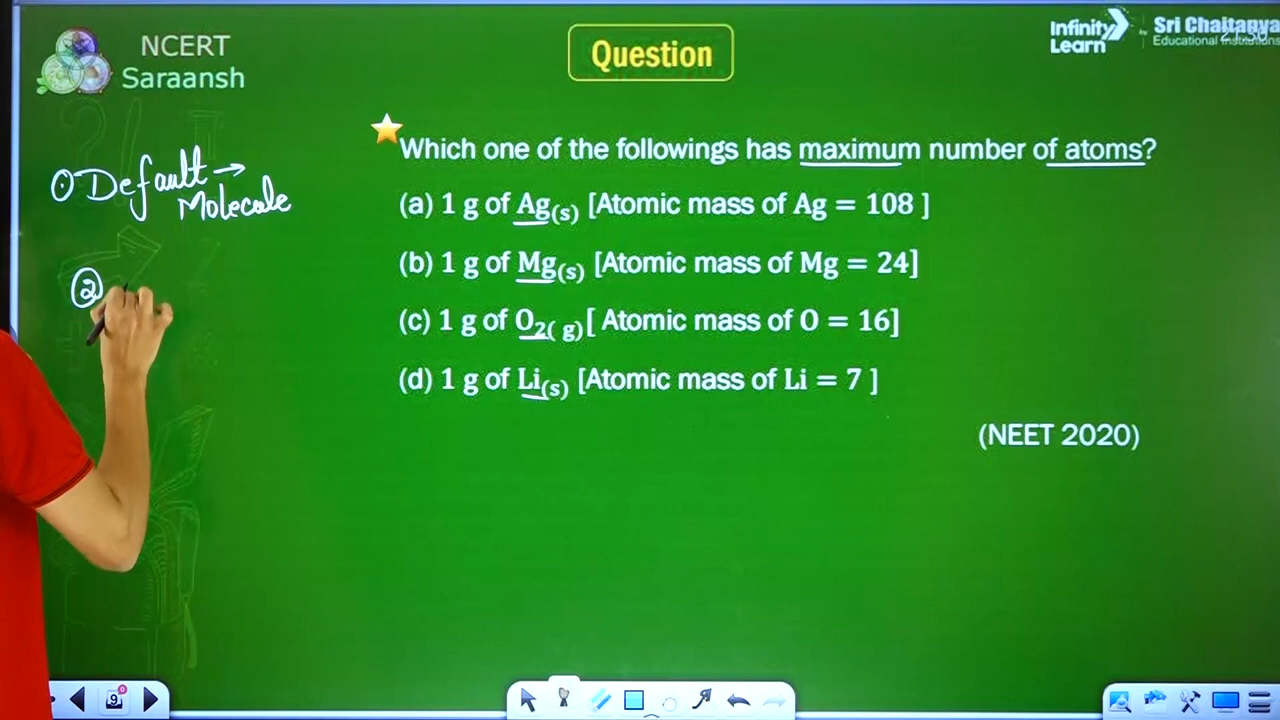 NCERT
Saraansh
Question
Infinity
Learn
by Sri Chaitanya
Educational Institutions
① Default →
Molecule
Which one of the followings has maximum number of atoms?
(a) 1 g of Ag(s) [Atomic mass of Ag = 108 ]
(b) 1 g of Mg(s) [Atomic mass of Mg = 24]
(c) 1 g of O₂( g)[ Atomic mass of O = 16]
(d) 1 g of Li(s) [Atomic mass of Li = 7 ]
(NEET 2020)
②
9